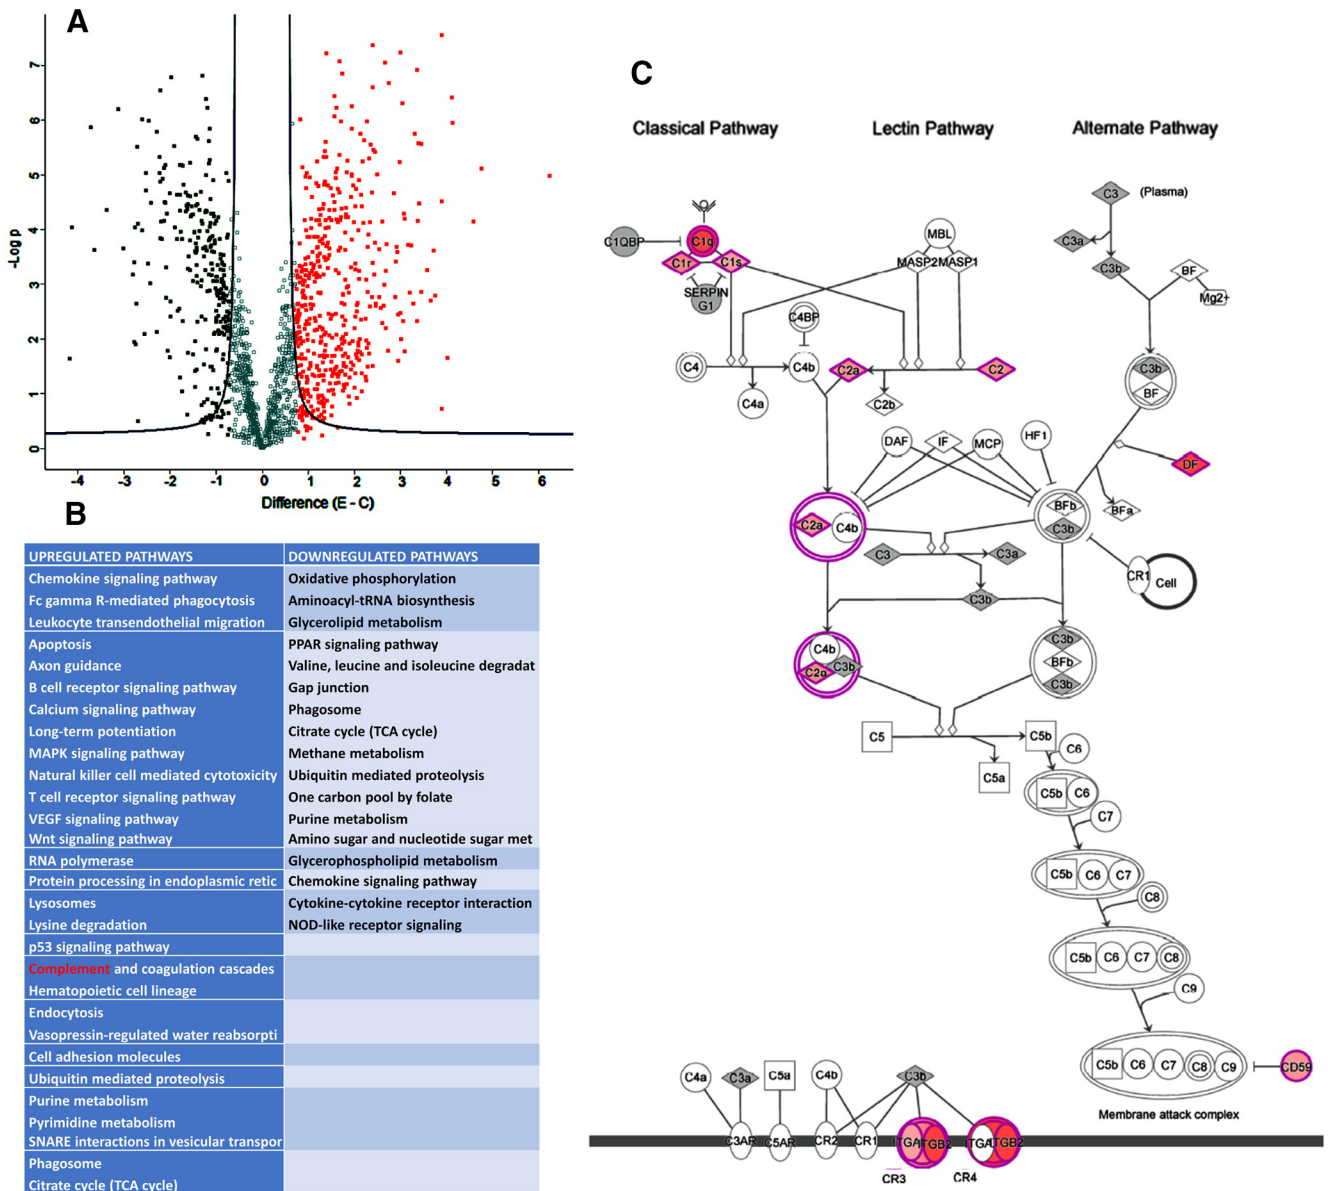 A
7
6
5
4
3
2
1
0
-Log p
-4 -3 -2 -1 0 1 2 3 4 5 6
Difference (E - C)
B
UPREGULATED PATHWAYS DOWNREGULATED PATHWAYS
Chemokine signaling pathway Oxidative phosphorylation
Fc gamma R-mediated phagocytosis Aminoacyl-tRNA biosynthesis
Leukocyte transendothelial migration Glycerolipid metabolism
Apoptosis PPAR signaling pathway
Axon guidance Valine, leucine and isoleucine degradat
B cell receptor signaling pathway Gap junction
Calcium signaling pathway Phagosome
Long-term potentiation Citrate cycle (TCA cycle)
MAPK signaling pathway Methane metabolism
Natural killer cell mediated cytotoxicity Ubiquitin mediated proteolysis
T cell receptor signaling pathway One carbon pool by folate
VEGF signaling pathway Purine metabolism
Wnt signaling pathway Amino sugar and nucleotide sugar met
RNA polymerase Glycerophospholipid metabolism
Protein processing in endoplasmic retic Chemokine signaling pathway
Lysosomes Cytokine-cytokine receptor interaction
Lysine degradation NOD-like receptor signaling
p53 signaling pathway
Complement and coagulation cascades
Hematopoietic cell lineage
Endocytosis
Vasopressin-regulated water reabsorpti
Cell adhesion molecules
Ubiquitin mediated proteolysis
Purine metabolism
Pyrimidine metabolism
SNARE interactions in vesicular transpor
Phagosome
Citrate cycle (TCA cycle)
C
Classical Pathway Lectin Pathway Alternate Pathway
C3 (Plasma)
C1QBP C1q MBL C3a
C1r C1s MASP2 MASP1 C3b BF
SERPIN
G1
Mg2+
C4BP
C4 C4b C2a C2 C3b
C4a C2b BF
DAF IF MCP HF1
DF
C2a C4b BFb BFa
C3b
C3 C3a
CR1 Cell
C3b
C4b C3b
C2a C3b BFb
C3b
C5 C5b C6
C5a
C5b C6
C7
C5b C6 C7
C8
C5b C6 C7 C8
C9
C5b C6 C7 C8 C9 CD59
Membrane attack complex
C4a C3a C5a C4b C3b
C3AR C5AR CR2 CR1 ITGA ITGB2 ITGA ITGB2
CR3 CR4